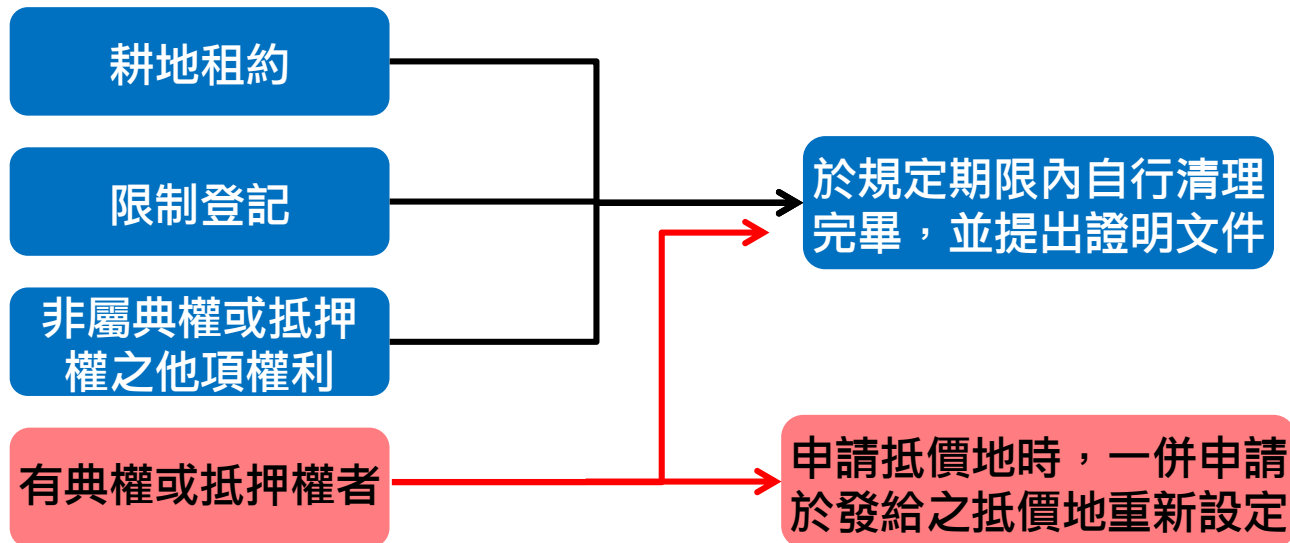 耕地租約
限制登記
非屬典權或抵押
權之他項權利
有典權或抵押權者
於規定期限內自行清理
完畢，並提出證明文件
申請抵價地時，一併申請
於發給之抵價地重新設定